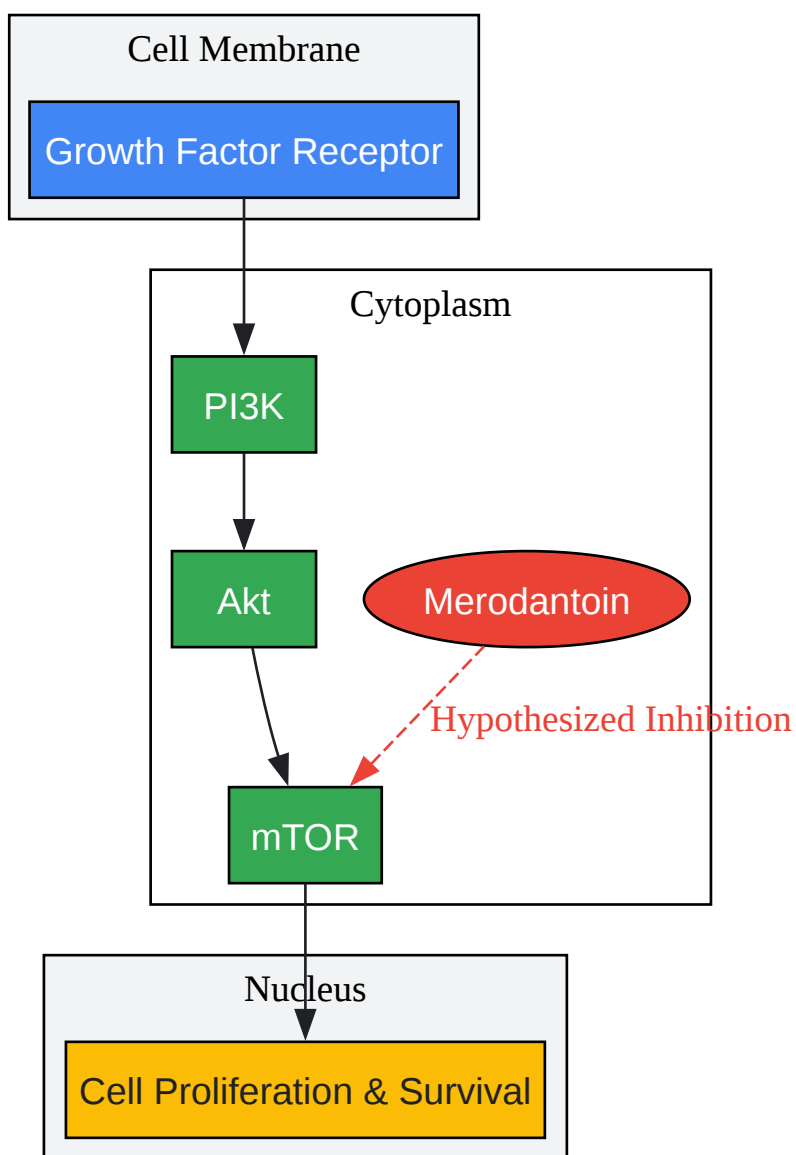 Cell Membrane
Growth Factor Receptor
Cytoplasm
PI3K
Akt
Merodantoin
Hypothesized Inhibition
mTOR
Nucleus
Cell Proliferation & Survival